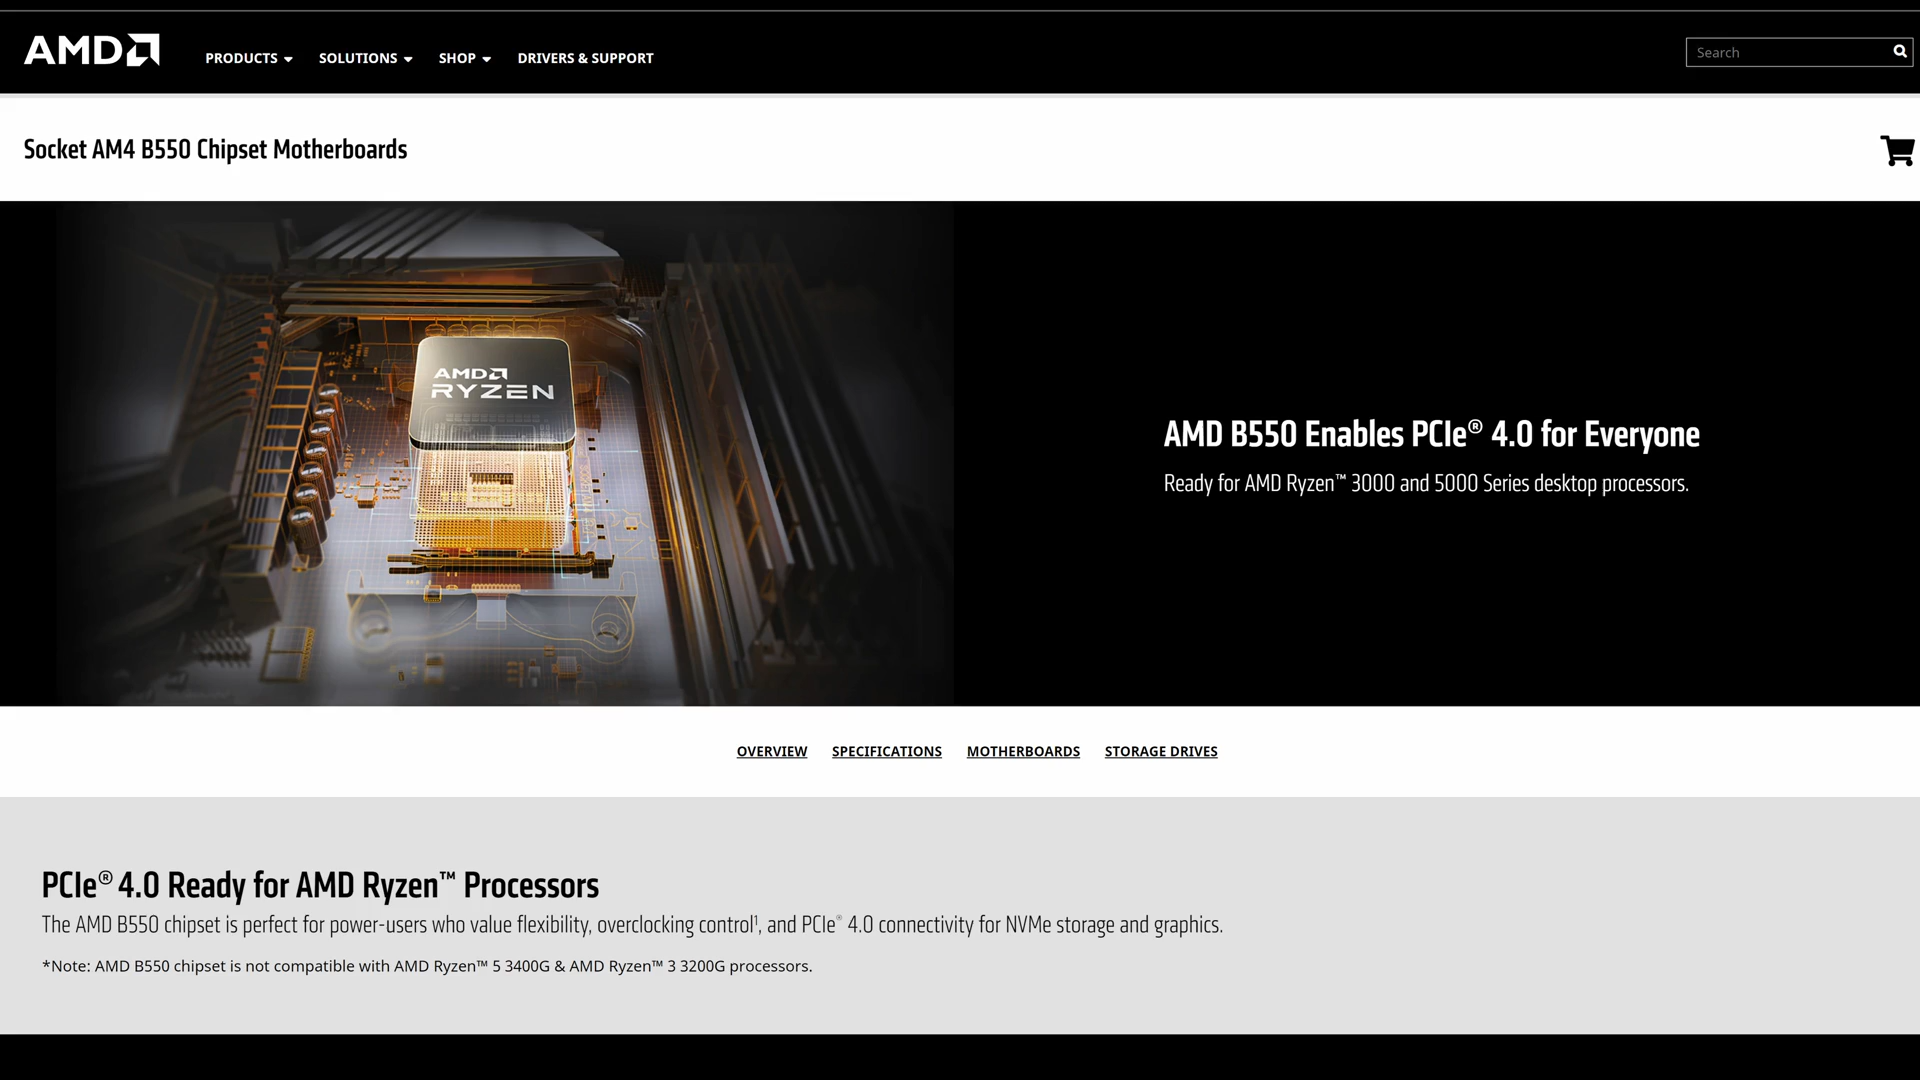 AMD
PRODUCTS SOLUTIONS SHOP DRIVERS & SUPPORT
Search
Socket AM4 B550 Chipset Motherboards
AMD
RYZEN
AMD B550 Enables PCIe® 4.0 for Everyone
Ready for AMD Ryzen™ 3000 and 5000 Series desktop processors.
OVERVIEW SPECIFICATIONS MOTHERBOARDS STORAGE DRIVES
PCIe® 4.0 Ready for AMD Ryzen™ Processors
The AMD B550 chipset is perfect for power-users who value flexibility, overclocking control¹, and PCIe® 4.0 connectivity for NVMe storage and graphics.
*Note: AMD B550 chipset is not compatible with AMD Ryzen™ 5 3400G & AMD Ryzen™ 3 3200G processors.